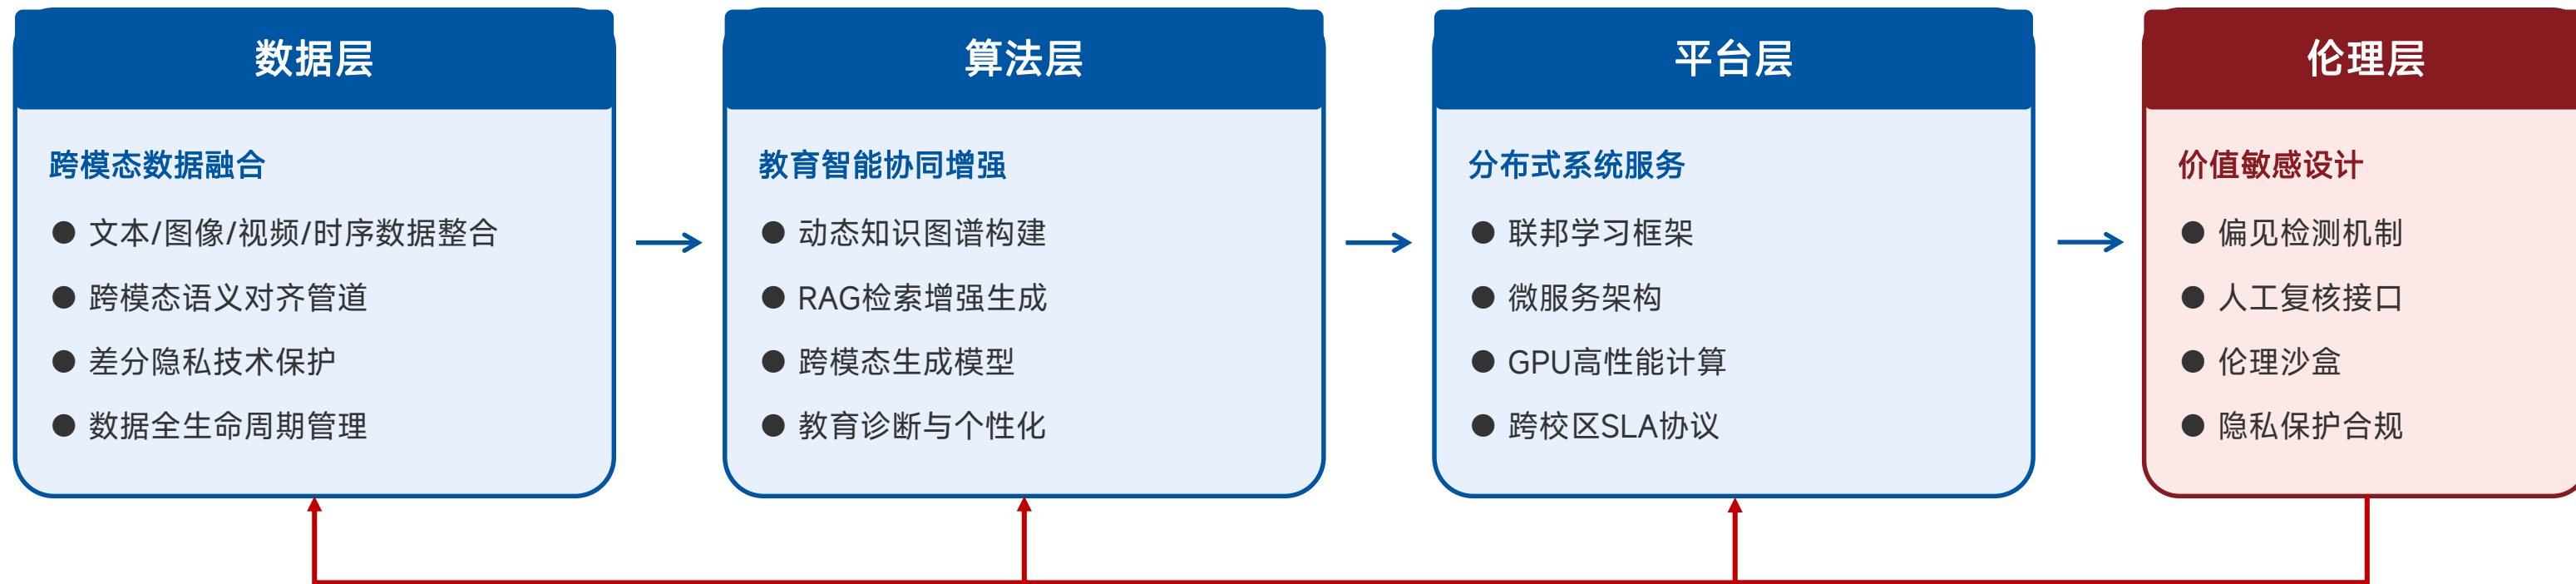 数据层
跨模态数据融合
● 文本/图像/视频/时序数据整合
● 跨模态语义对齐管道
● 差分隐私技术保护
● 数据全生命周期管理
算法层
教育智能协同增强
● 动态知识图谱构建
● RAG检索增强生成
● 跨模态生成模型
● 教育诊断与个性化
平台层
分布式系统服务
● 联邦学习框架
● 微服务架构
● GPU高性能计算
● 跨校区SLA协议
伦理层
价值敏感设计
● 偏见检测机制
● 人工复核接口
● 伦理沙盒
● 隐私保护合规